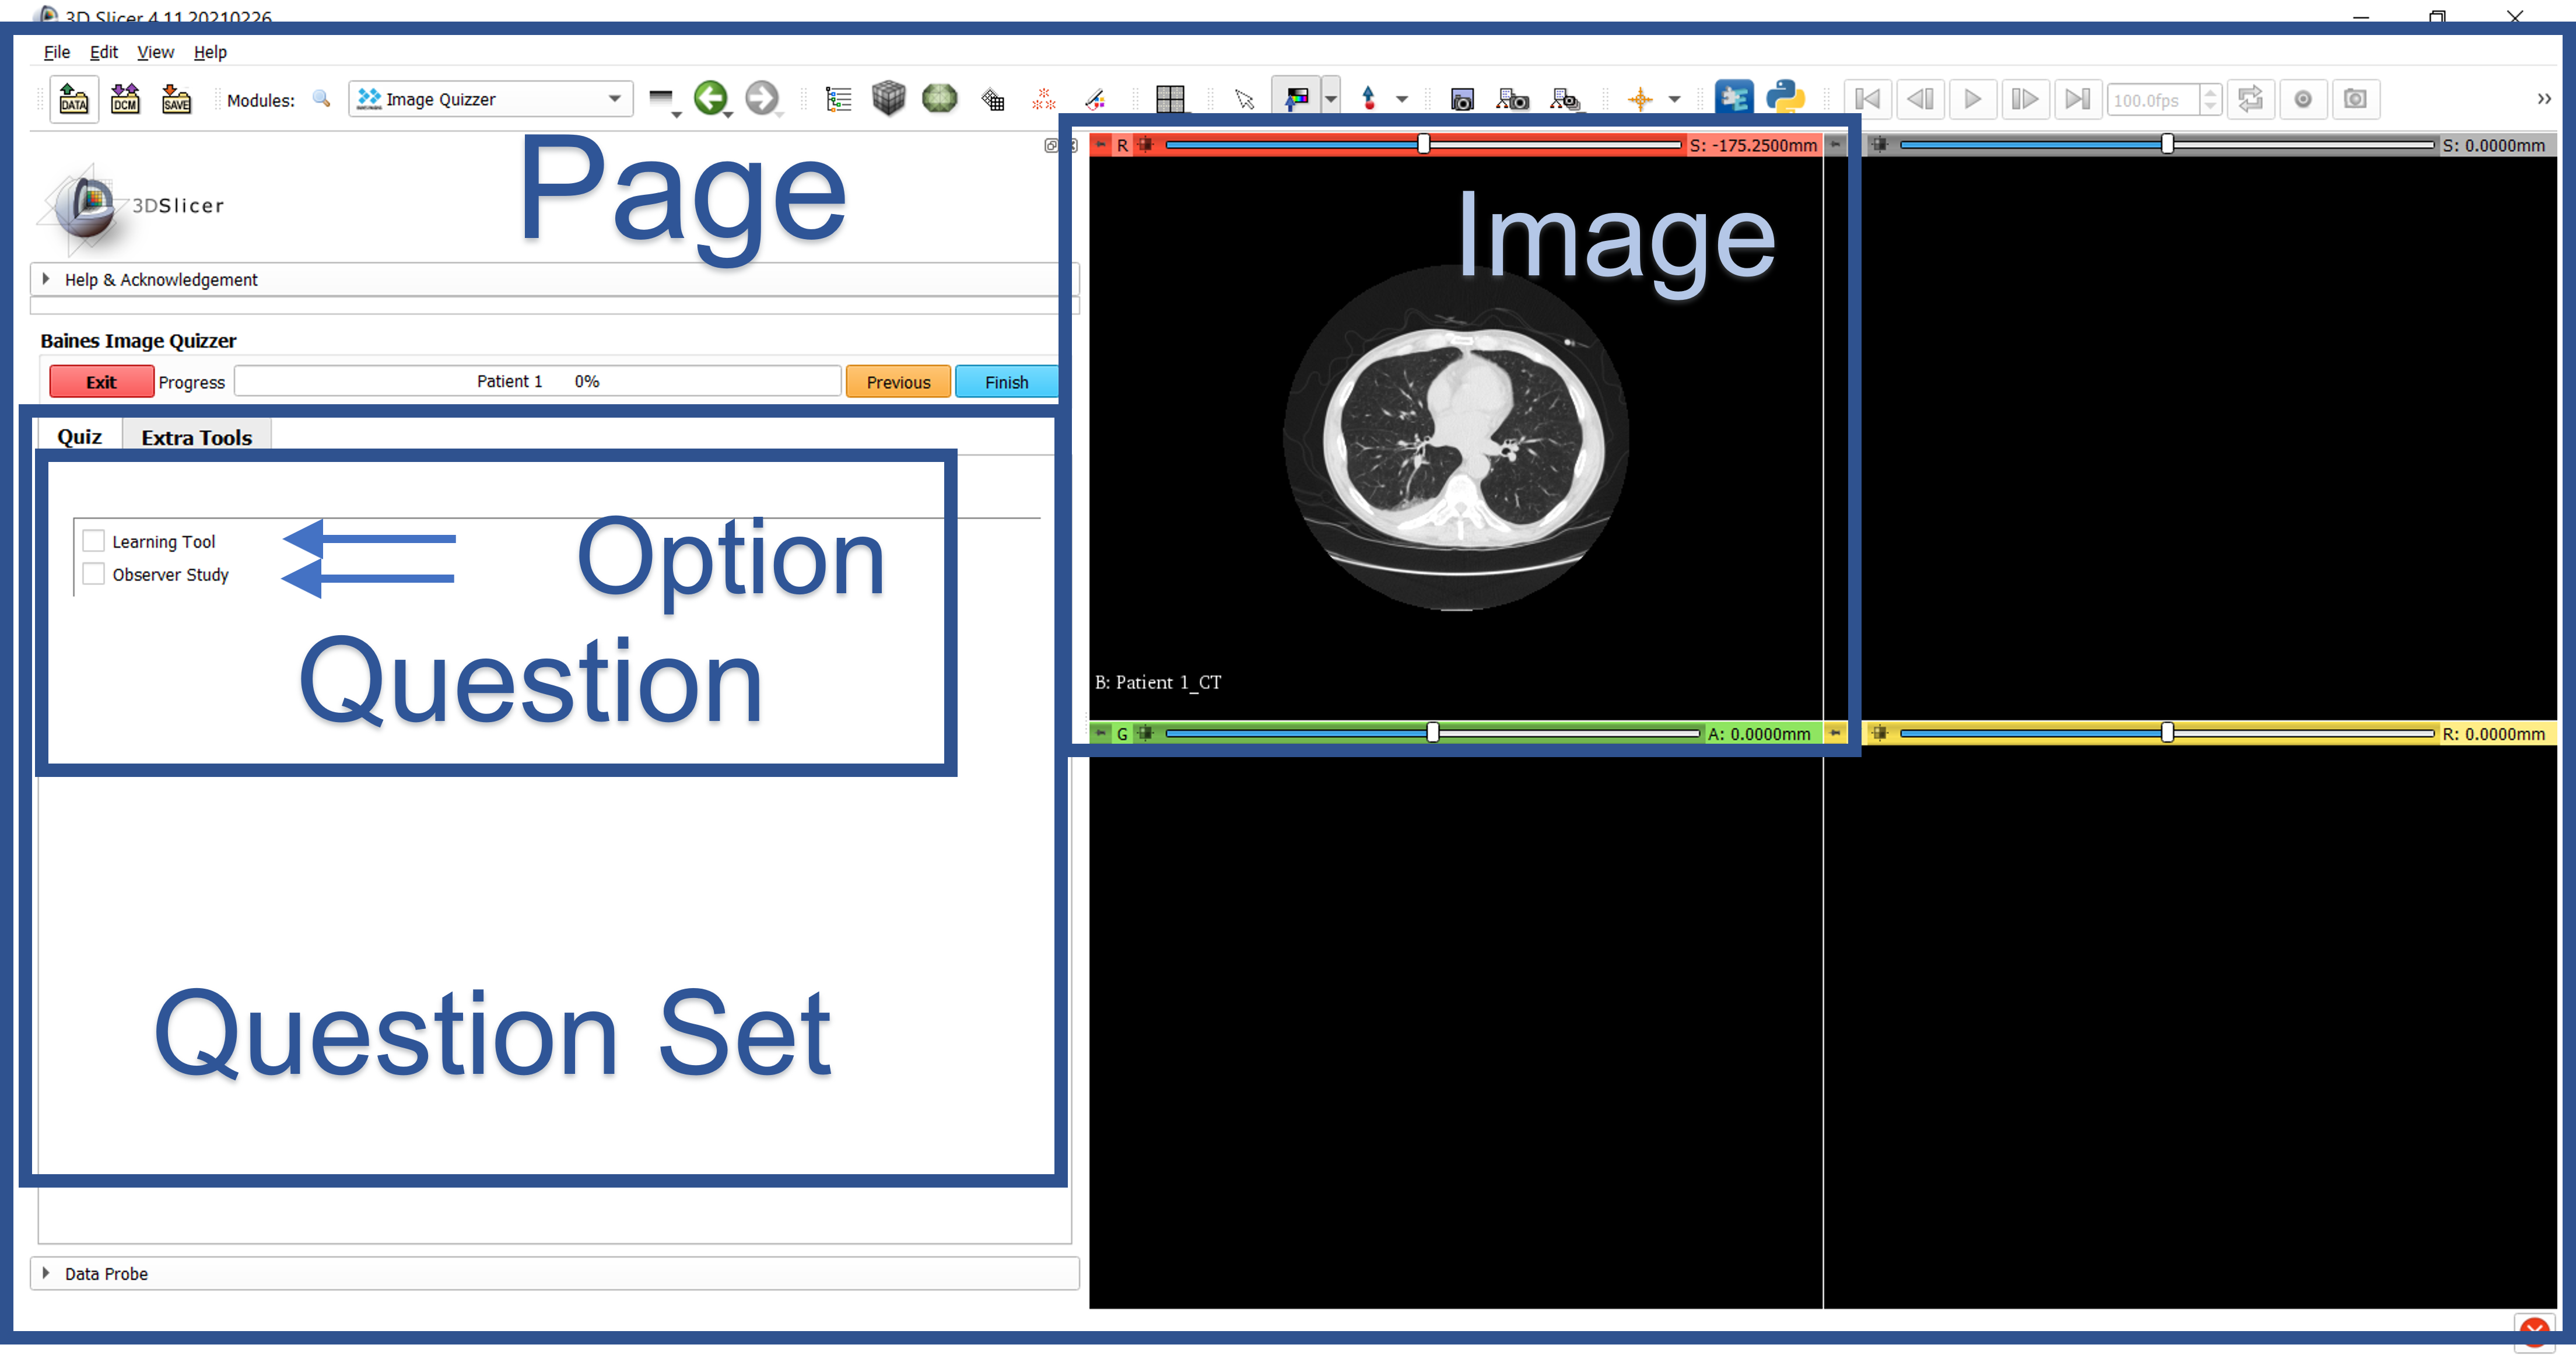 3D Slicer 4.11.20210226
File Edit View Help
DATA DCM SAVE Modules: Image Quizzer 100.0fps
Page
3DSlicer
Help & Acknowledgement
Baines Image Quizzer
Exit Progress Patient 1 0% Previous Finish
Quiz Extra Tools
Learning Tool
Observer Study
Option
Question
Question Set
Data Probe
R S: -175.2500mm
S: 0.0000mm
Image
B: Patient 1_CT
G A: 0.0000mm
R: 0.0000mm